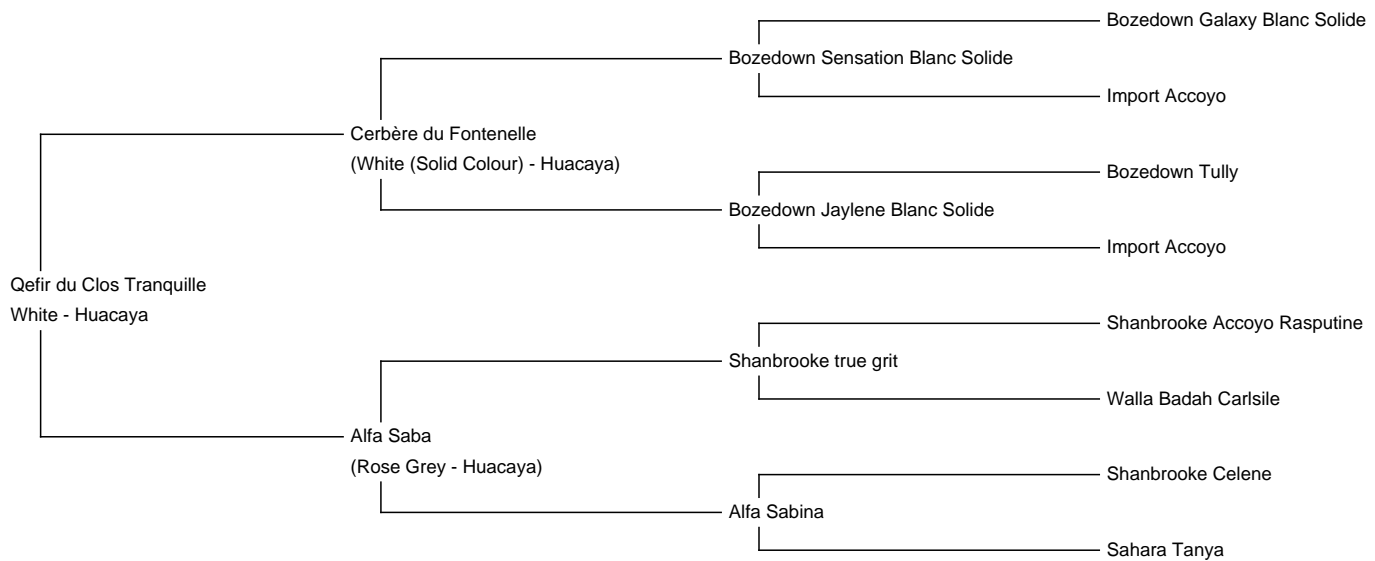 Bozedown Galaxy Blanc Solide
Bozedown Sensation Blanc Solide
Import Accoyo
Cerbère du Fontenelle
(White (Solid Colour) - Huacaya)
Bozedown Tully
Bozedown Jaylene Blanc Solide
Import Accoyo
Qefir du Clos Tranquille
White - Huacaya
Shanbrooke Accoyo Rasputine
Shanbrooke true grit
Walla Badah Carlsile
Alfa Saba
(Rose Grey - Huacaya)
Shanbrooke Celene
Alfa Sabina
Sahara Tanya